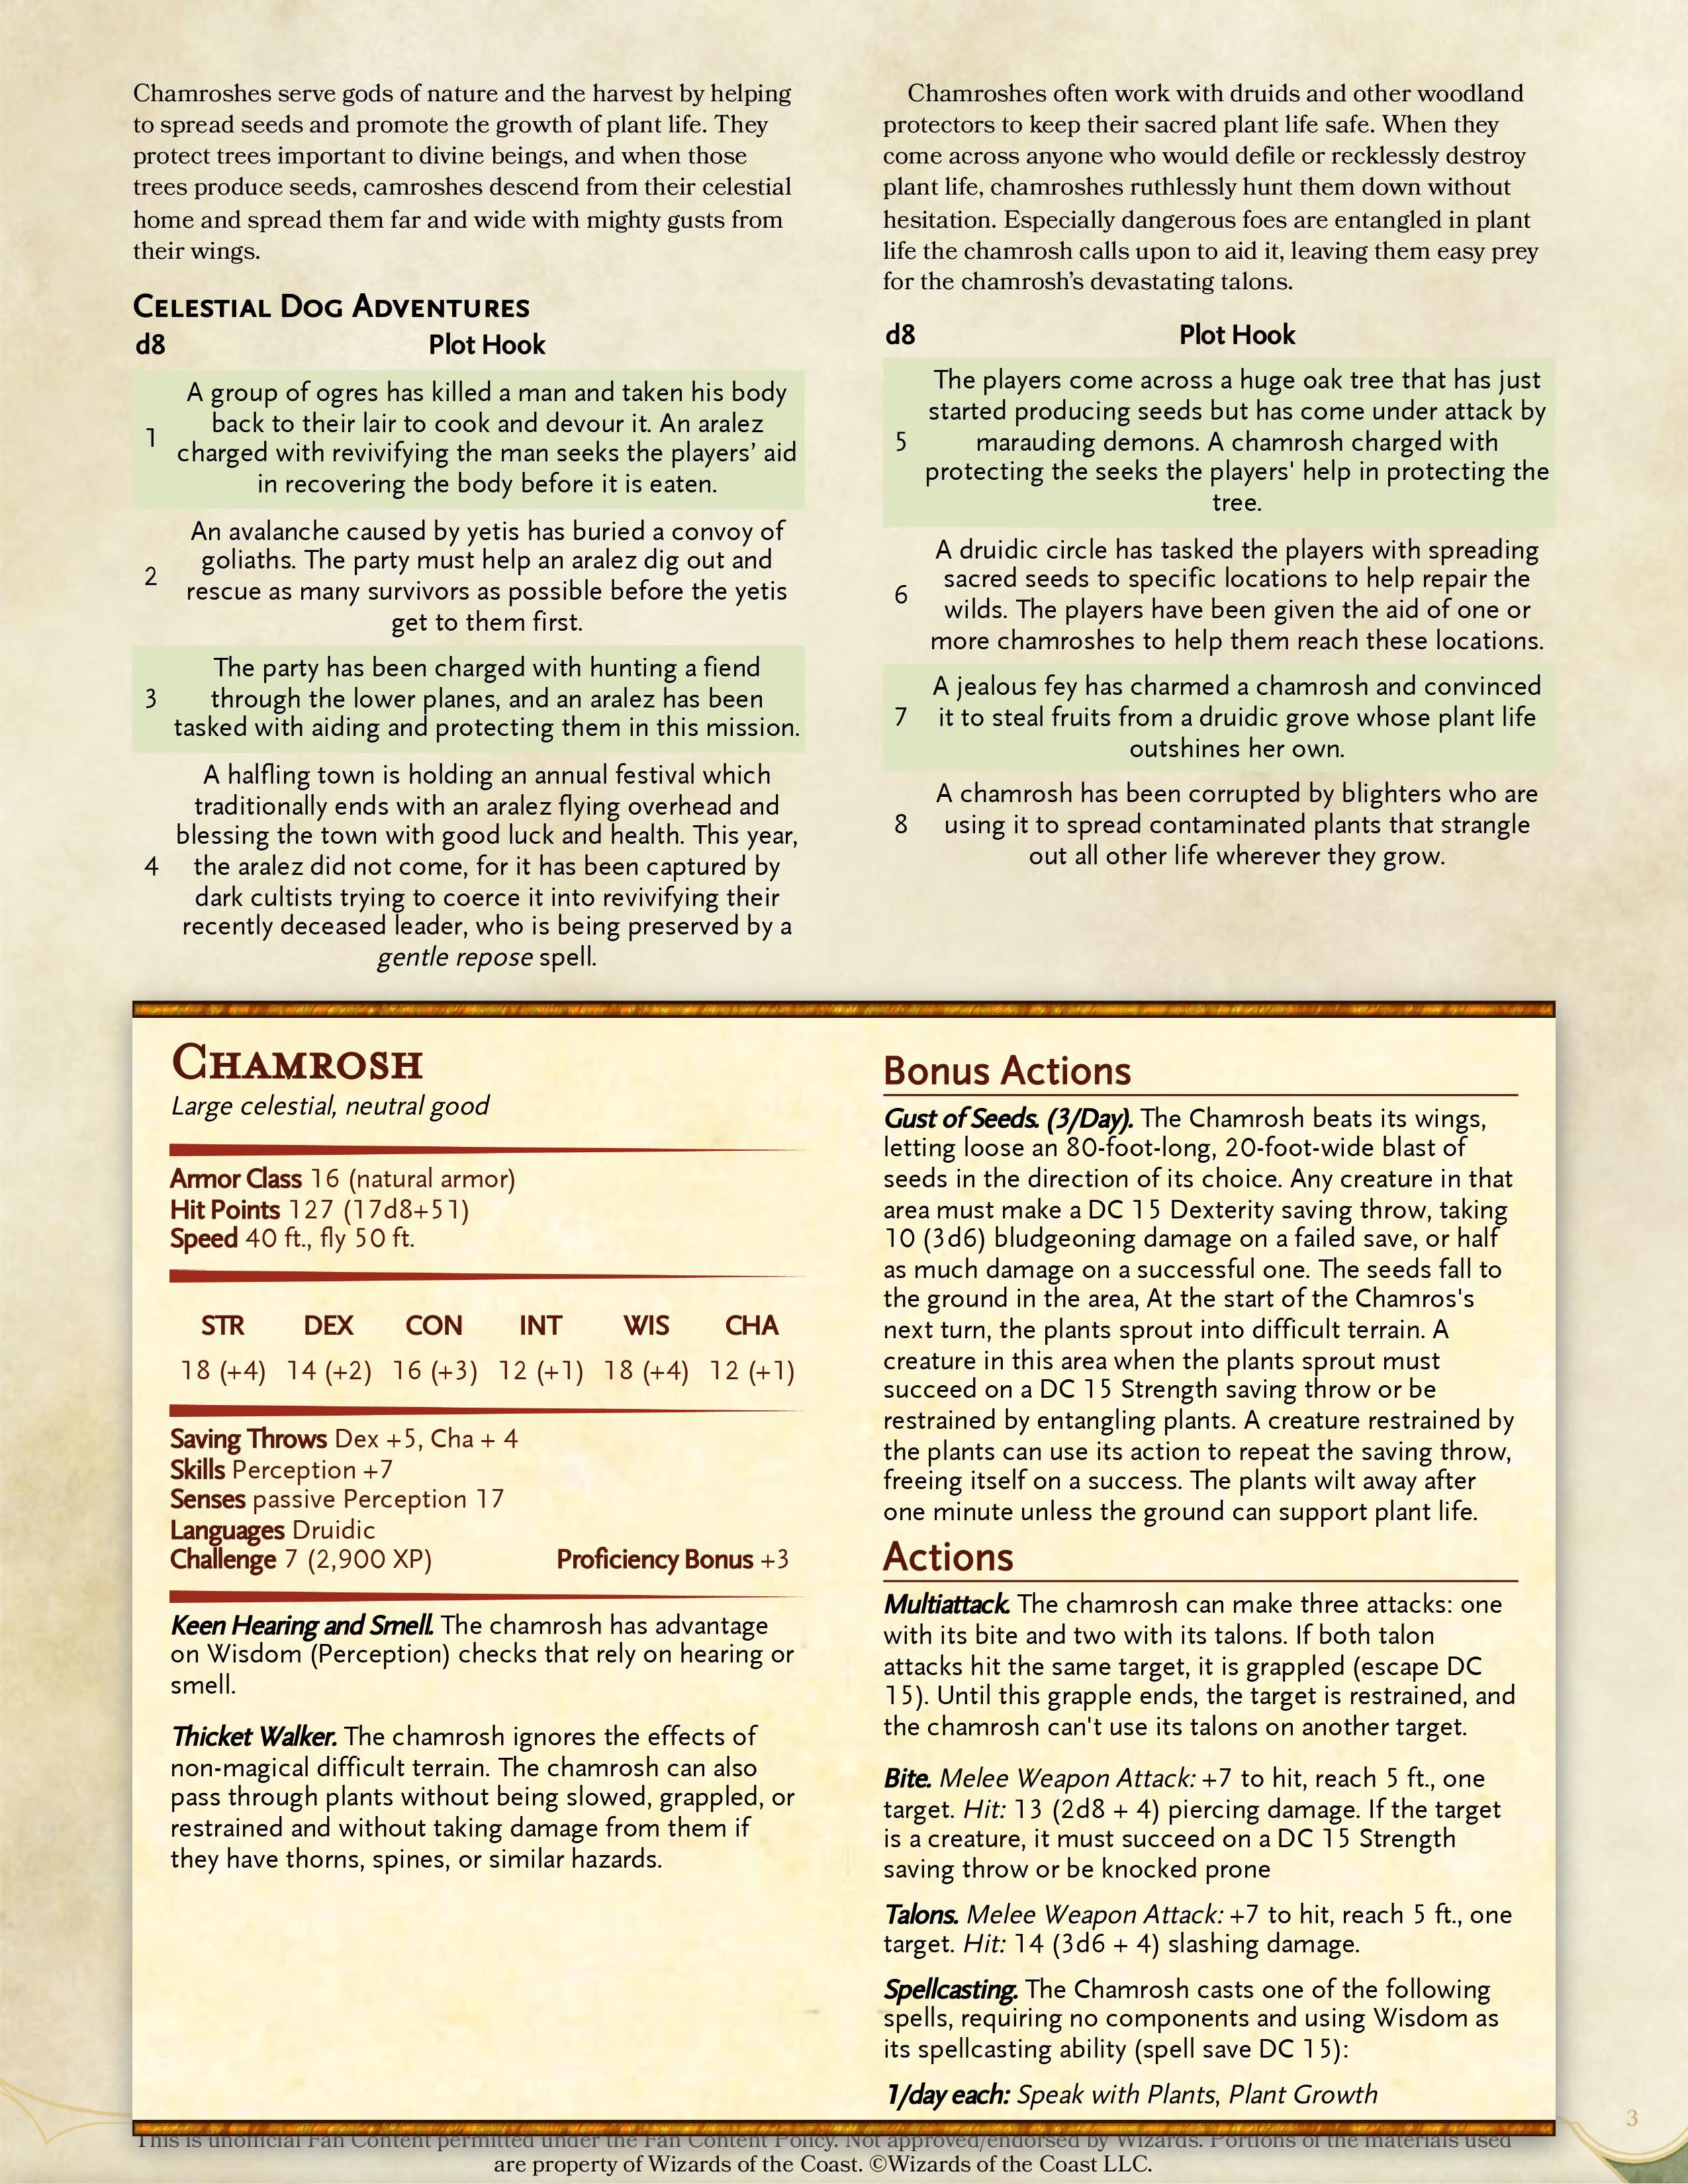 Chamroshes serve gods of nature and the harvest by helping
to spread seeds and promote the growth of plant life. They
protect trees important to divine beings, and when those
trees produce seeds, camroshes descend from their celestial
home and spread them far and wide with mighty gusts from
their wings.
Celestial Dog Adventures
d8 Plot Hook
1 A group of ogres has killed a man and taken his body
back to their lair to cook and devour it. An aralez
charged with revivifying the man seeks the players’ aid
in recovering the body before it is eaten.
2 An avalanche caused by yetis has buried a convoy of
goliaths. The party must help an aralez dig out and
rescue as many survivors as possible before the yetis
get to them first.
3 The party has been charged with hunting a fiend
through the lower planes, and an aralez has been
tasked with aiding and protecting them in this mission.
4 A halfling town is holding an annual festival which
traditionally ends with an aralez flying overhead and
blessing the town with good luck and health. This year,
the aralez did not come, for it has been captured by
dark cultists trying to coerce it into revivifying their
recently deceased leader, who is being preserved by a
gentle repose spell.
Chamroshes often work with druids and other woodland
protectors to keep their sacred plant life safe. When they
come across anyone who would defile or recklessly destroy
plant life, chamroshes ruthlessly hunt them down without
hesitation. Especially dangerous foes are entangled in plant
life the chamrosh calls upon to aid it, leaving them easy prey
for the chamrosh’s devastating talons.
d8 Plot Hook
5 The players come across a huge oak tree that has just
started producing seeds but has come under attack by
marauding demons. A chamrosh charged with
protecting the seeks the players' help in protecting the
tree.
6 A druidic circle has tasked the players with spreading
sacred seeds to specific locations to help repair the
wilds. The players have been given the aid of one or
more chamroshes to help them reach these locations.
7 A jealous fey has charmed a chamrosh and convinced
it to steal fruits from a druidic grove whose plant life
outshines her own.
8 A chamrosh has been corrupted by blighters who are
using it to spread contaminated plants that strangle
out all other life wherever they grow.
Chamrosh
Large celestial, neutral good
Armor Class 16 (natural armor)
Hit Points 127 (17d8+51)
Speed 40 ft., fly 50 ft.
STR DEX CON INT WIS CHA
18 (+4) 14 (+2) 16 (+3) 12 (+1) 18 (+4) 12 (+1)
Saving Throws Dex +5, Cha + 4
Skills Perception +7
Senses passive Perception 17
Languages Druidic
Challenge 7 (2,900 XP) Proficiency Bonus +3
Keen Hearing and Smell. The chamrosh has advantage
on Wisdom (Perception) checks that rely on hearing or
smell.
Thicket Walker. The chamrosh ignores the effects of
non-magical difficult terrain. The chamrosh can also
pass through plants without being slowed, grappled, or
restrained and without taking damage from them if
they have thorns, spines, or similar hazards.
Bonus Actions
Gust of Seeds. (3/Day). The Chamrosh beats its wings,
letting loose an 80-foot-long, 20-foot-wide blast of
seeds in the direction of its choice. Any creature in that
area must make a DC 15 Dexterity saving throw, taking
10 (3d6) bludgeoning damage on a failed save, or half
as much damage on a successful one. The seeds fall to
the ground in the area, At the start of the Chamros's
next turn, the plants sprout into difficult terrain. A
creature in this area when the plants sprout must
succeed on a DC 15 Strength saving throw or be
restrained by entangling plants. A creature restrained by
the plants can use its action to repeat the saving throw,
freeing itself on a success. The plants wilt away after
one minute unless the ground can support plant life.
Actions
Multiattack. The chamrosh can make three attacks: one
with its bite and two with its talons. If both talon
attacks hit the same target, it is grappled (escape DC
15). Until this grapple ends, the target is restrained, and
the chamrosh can't use its talons on another target.
Bite. Melee Weapon Attack: +7 to hit, reach 5 ft., one
target. Hit: 13 (2d8 + 4) piercing damage. If the target
is a creature, it must succeed on a DC 15 Strength
saving throw or be knocked prone
Talons. Melee Weapon Attack: +7 to hit, reach 5 ft., one
target. Hit: 14 (3d6 + 4) slashing damage.
Spellcasting. The Chamrosh casts one of the following
spells, requiring no components and using Wisdom as
its spellcasting ability (spell save DC 15):
1/day each: Speak with Plants, Plant Growth
3
This is unofficial Fan Content permitted under the Fan Content Policy. Not approved/endorsed by Wizards. Portions of the materials used
are property of Wizards of the Coast. ©Wizards of the Coast LLC.